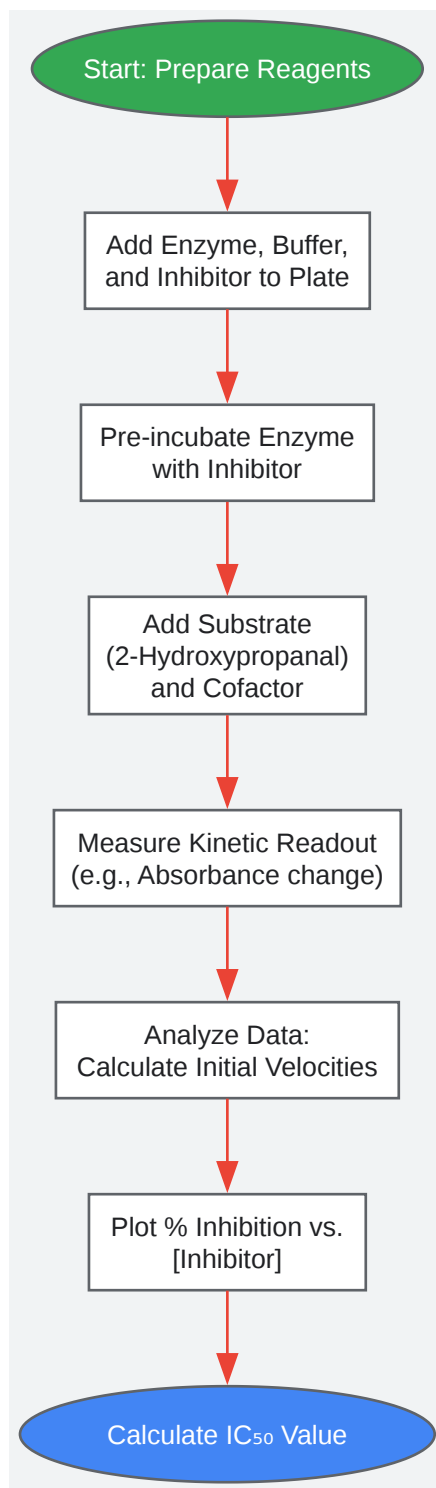 Start: Prepare Reagents
Add Enzyme, Buffer,
and Inhibitor to Plate
Pre-incubate Enzyme
with Inhibitor
Add Substrate
(2-Hydroxypropanal)
and Cofactor
Measure Kinetic Readout
(e.g., Absorbance change)
Analyze Data:
Calculate Initial Velocities
Plot % Inhibition vs.
[Inhibitor]
Calculate IC₅₀ Value